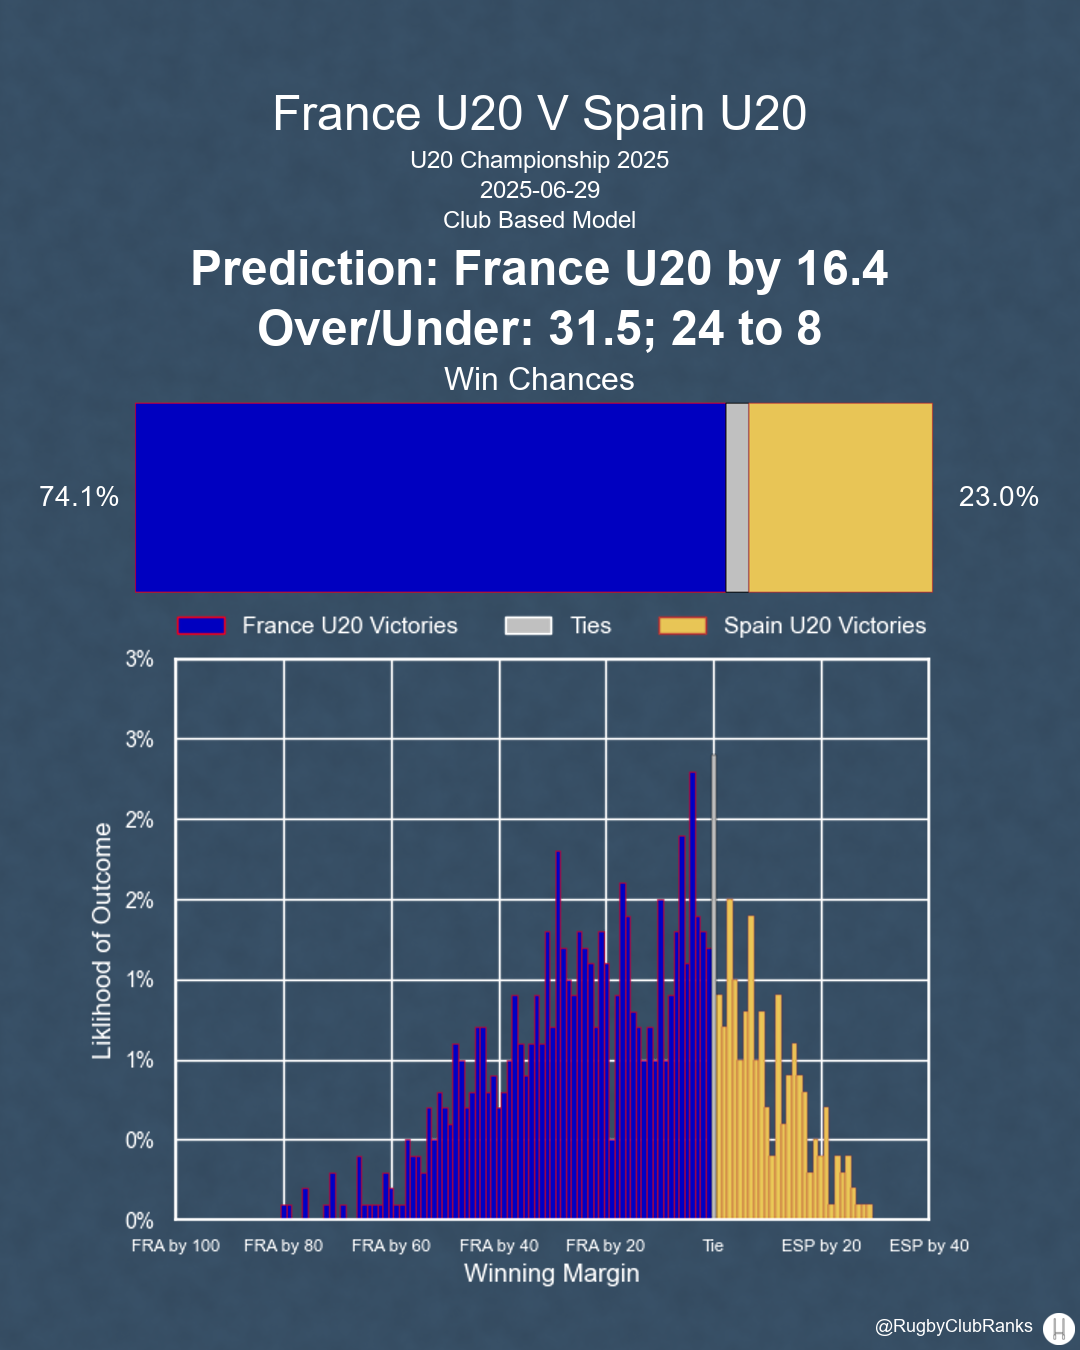 France U20 V Spain U20
U20 Championship 2025
2025-06-29
Club Based Model
Prediction: France U20 by 16.4
Over/Under: 31.5; 24 to 8
Win Chances
74.1%
23.0%
France U20 Victories
Ties
Spain U20 Victories
3%
3%
2%
2%
1%
1%
0%
0%
Liklihood of Outcome
FRA by 100
FRA by 80
FRA by 60
FRA by 40
FRA by 20
Tie
ESP by 20
ESP by 40
Winning Margin
@RugbyClubRanks